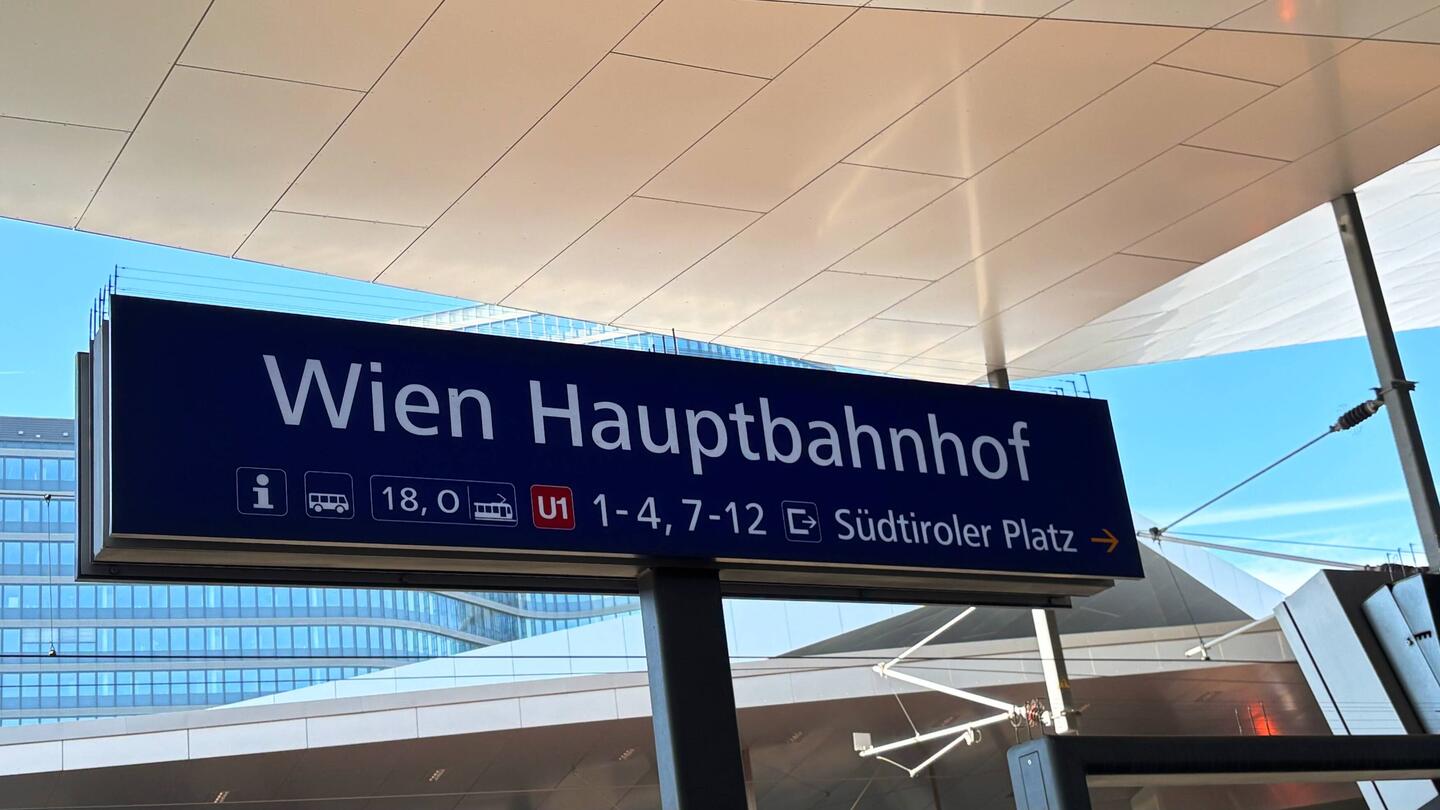 Wien Hauptbahnhof
i 18, O U1 1-4, 7-12 Südtiroler Platz →